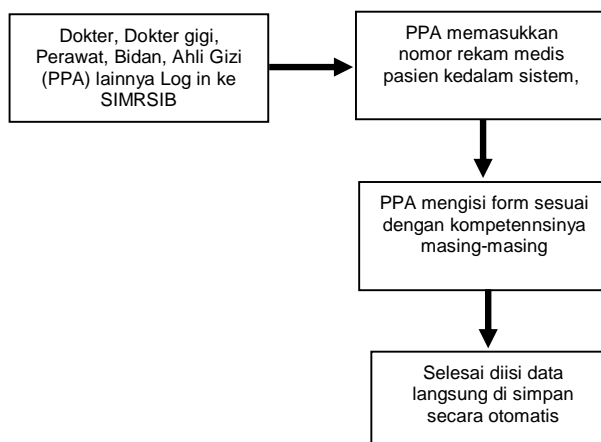 Dokter, Dokter gigi,
Perawat, Bidan, Ahli Gizi
(PPA) lainnya Log in ke
SIMRSIB
PPA memasukkan
nomor rekam medis
pasien kedalam sistem,
PPA mengisi form sesuai
dengan kompetennsinya
masing-masing
Selesai diisi data
langsung di simpan
secara otomatis